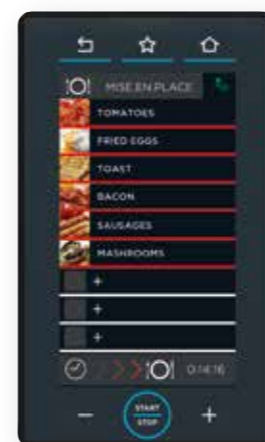 MISE EN PLACE
TOMATOES
FRIED EGGS
TOAST
BACON
SAUSAGES
MASHROOMS
+
+
+
0:14:16
START
STOP
− +